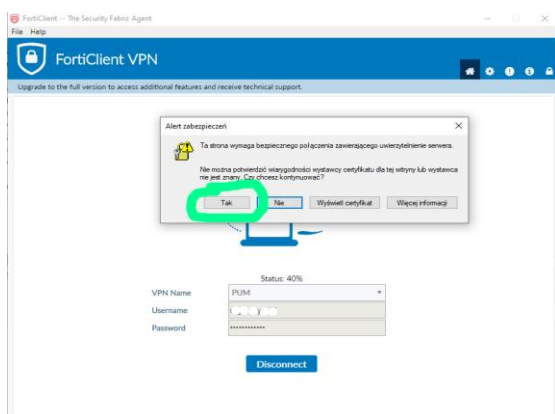 FortiClient -- The Security Fabric Agent
File Help
FortiClient VPN
Upgrade to the full version to access additional features and receive technical support.
Alert zabezpieczeń
Ta strona wymaga bezpiecznego połączenia zawierającego uwierzytelnienie serwera.
Nie można potwierdzić wiarygodności wystawcy certyfikatu dla tej witryny lub wystawca
nie jest znany. Czy chcesz kontynuować?
Tak Nie Wyświetl certyfikat Więcej informacji
Status: 40%
VPN Name PUM
Username
Password ••••••••••••
Disconnect